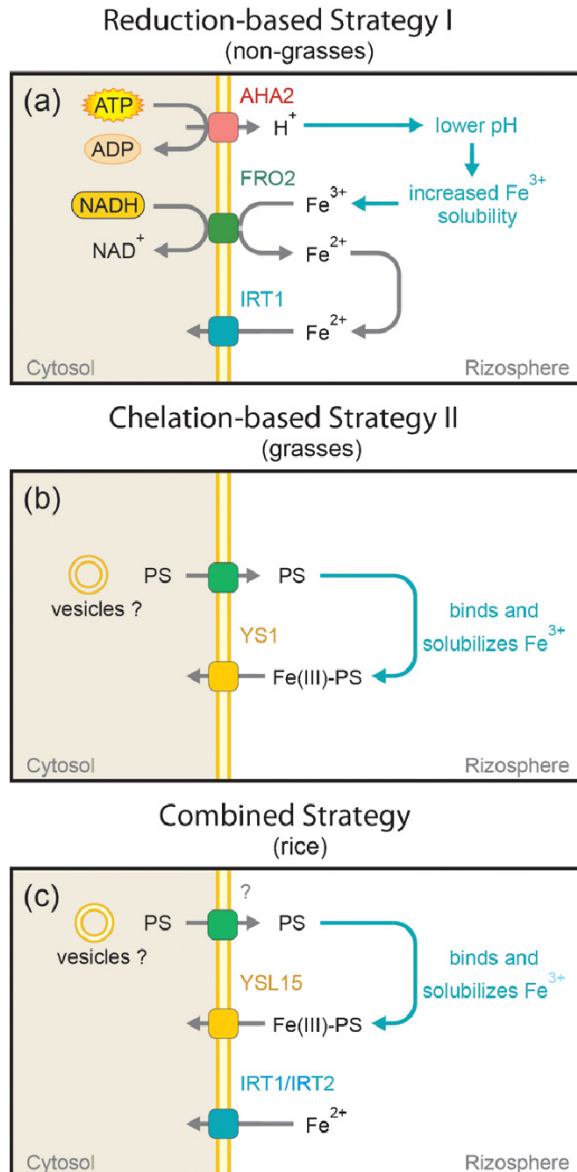 Reduction-based Strategy I
(non-grasses)
(a)
AHA2
ATP
H+
lower pH
ADP
FRO2
increased Fe3+
solubility
NADH
Fe3+
NAD+
Fe2+
IRT1
Fe2+
Cytosol
Rizosphere
Chelation-based Strategy II
(grasses)
(b)
PS
PS
vesicles ?
binds and
solubilizes Fe3+
YS1
Fe(III)-PS
Cytosol
Rizosphere
Combined Strategy
(rice)
(c)
?
PS
PS
vesicles ?
binds and
solubilizes Fe3+
YSL15
Fe(III)-PS
IRT1/IRT2
Fe2+
Cytosol
Rizosphere